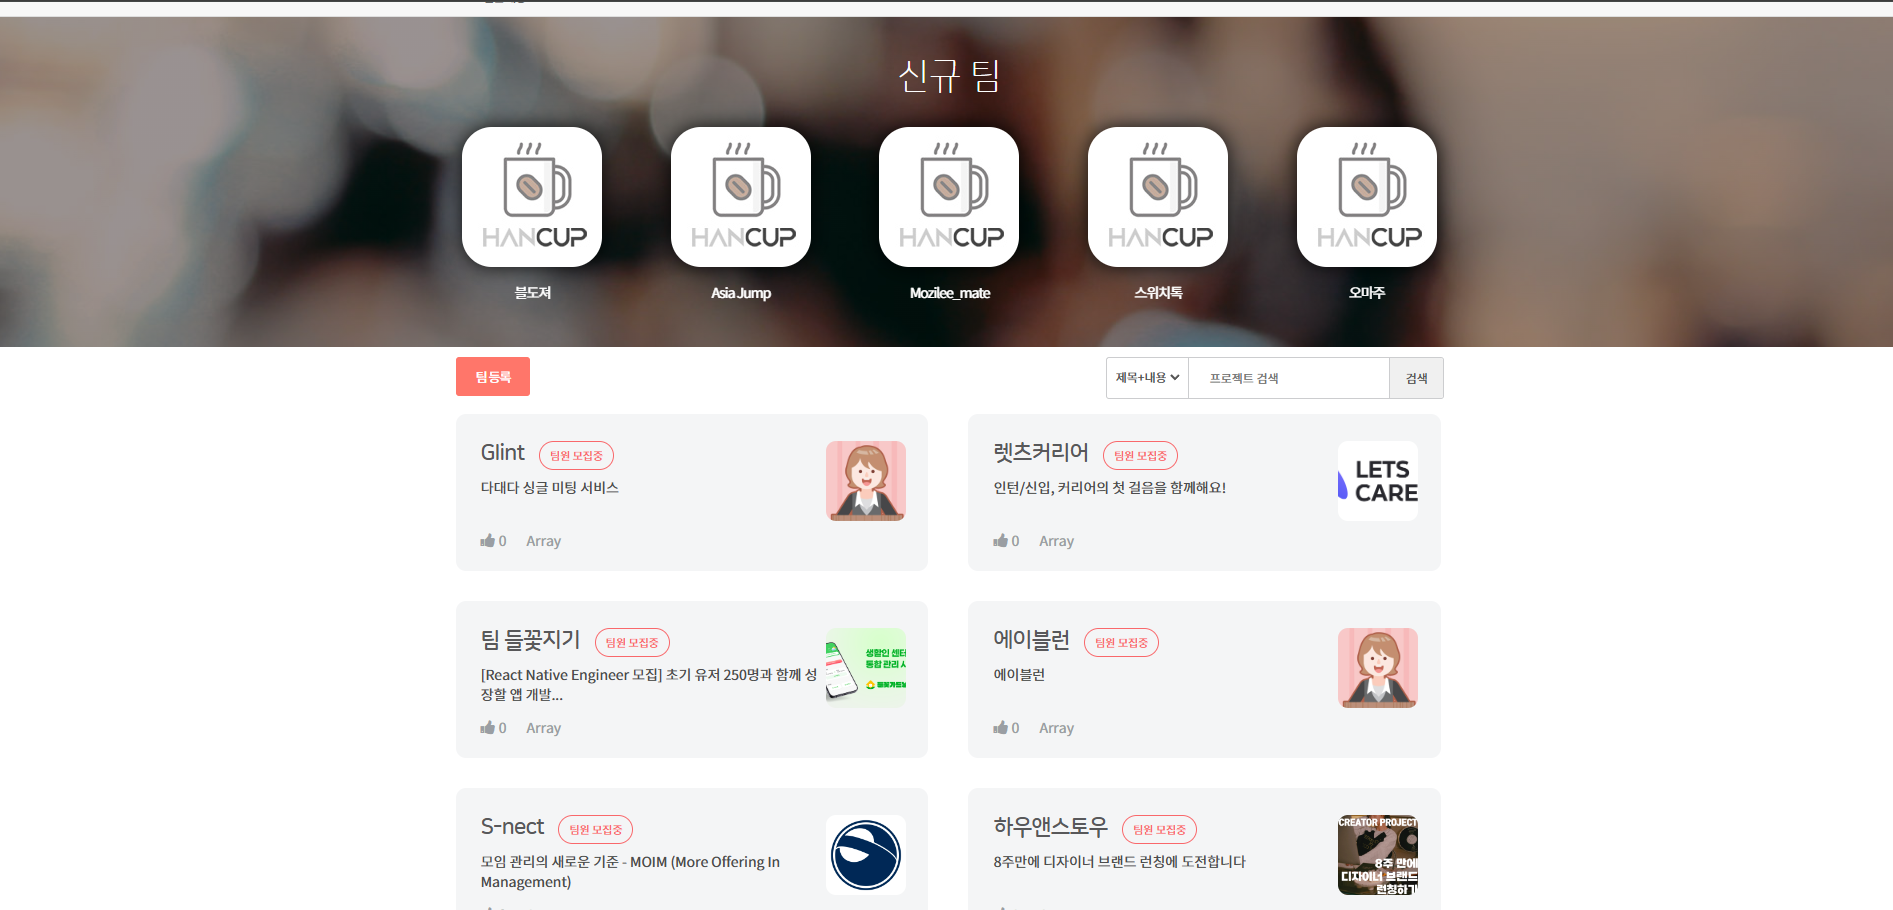 신규 팀
HANCUP
HANCUP
HANCUP
HANCUP
HANCUP
블도져
Asia Jump
Mozilee_mate
스위치톡
오마주
팀등록
제목+내용
프로젝트 검색
검색
Glint
팀원 모집중
다대다 싱글 미팅 서비스
0 Array
렛츠커리어
팀원 모집중
인턴/신입, 커리어의 첫 걸음을 함께해요!
LETS
CARE
0 Array
팀 들꽃지기
팀원 모집중
[React Native Engineer 모집] 초기 유저 250명과 함께 성
장할 앱 개발...
통합 관리
0 Array
에이블런
팀원 모집중
에이블런
0 Array
S-nect
팀원 모집중
모임 관리의 새로운 기준 - MOIM (More Offering In
Management)
하우앤스토우
팀원 모집중
8주만에 디자이너 브랜드 런칭에 도전합니다
CREATOR PROJECT
8주 만에
디자이너 브랜드
런칭하기